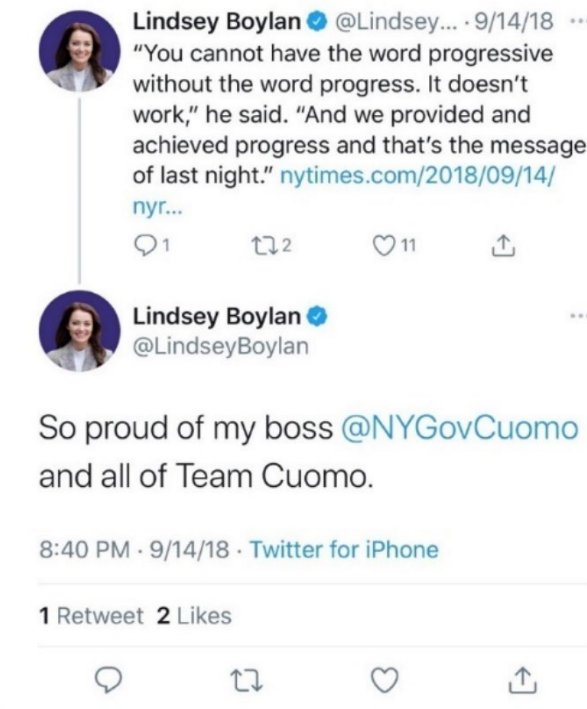 Lindsey Boylan @Lindsey... · 9/14/18
“You cannot have the word progressive
without the word progress. It doesn’t
work,” he said. “And we provided and
achieved progress and that’s the message
of last night.” nytimes.com/2018/09/14/
nyr...
1 2 11
Lindsey Boylan
@LindseyBoylan
So proud of my boss @NYGovCuomo
and all of Team Cuomo.
8:40 PM · 9/14/18 · Twitter for iPhone
1 Retweet 2 Likes